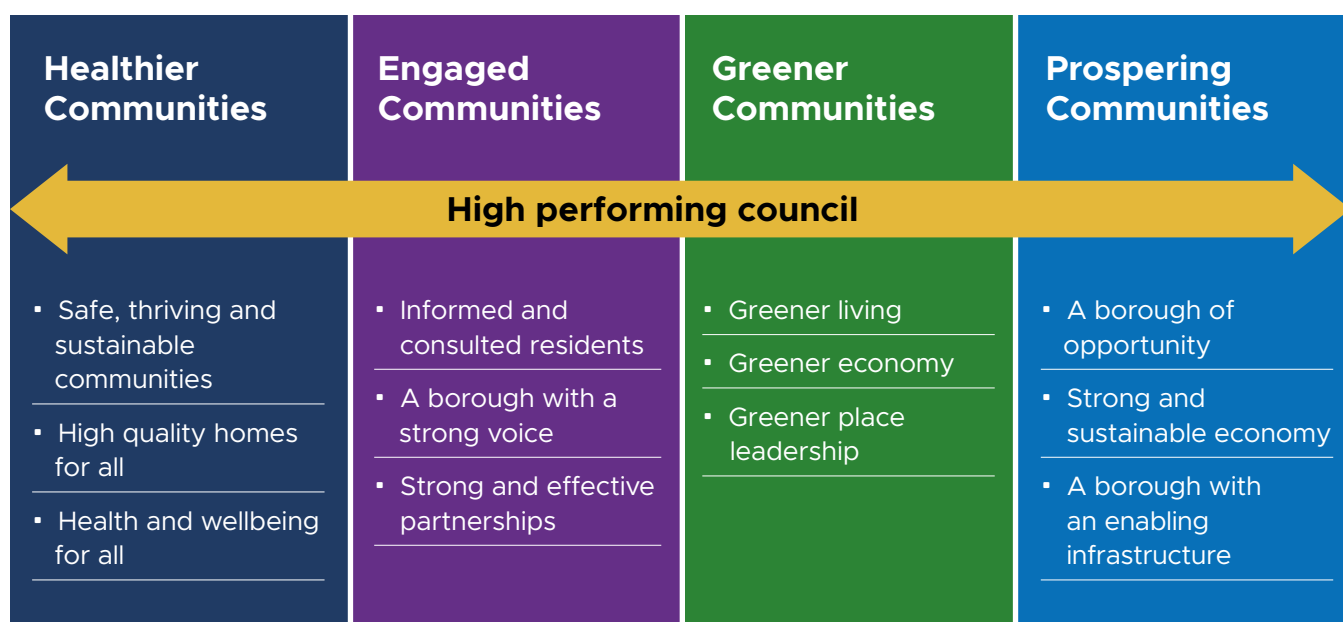 Healthier
Communities
Engaged
Communities
Greener
Communities
Prospering
Communities
High performing council
▪ Safe, thriving and
sustainable
communities
▪ High quality homes
for all
▪ Health and wellbeing
for all
▪ Informed and
consulted residents
▪ A borough with a
strong voice
▪ Strong and effective
partnerships
▪ Greener living
▪ Greener economy
▪ Greener place
leadership
▪ A borough of
opportunity
▪ Strong and
sustainable economy
▪ A borough with
an enabling
infrastructure